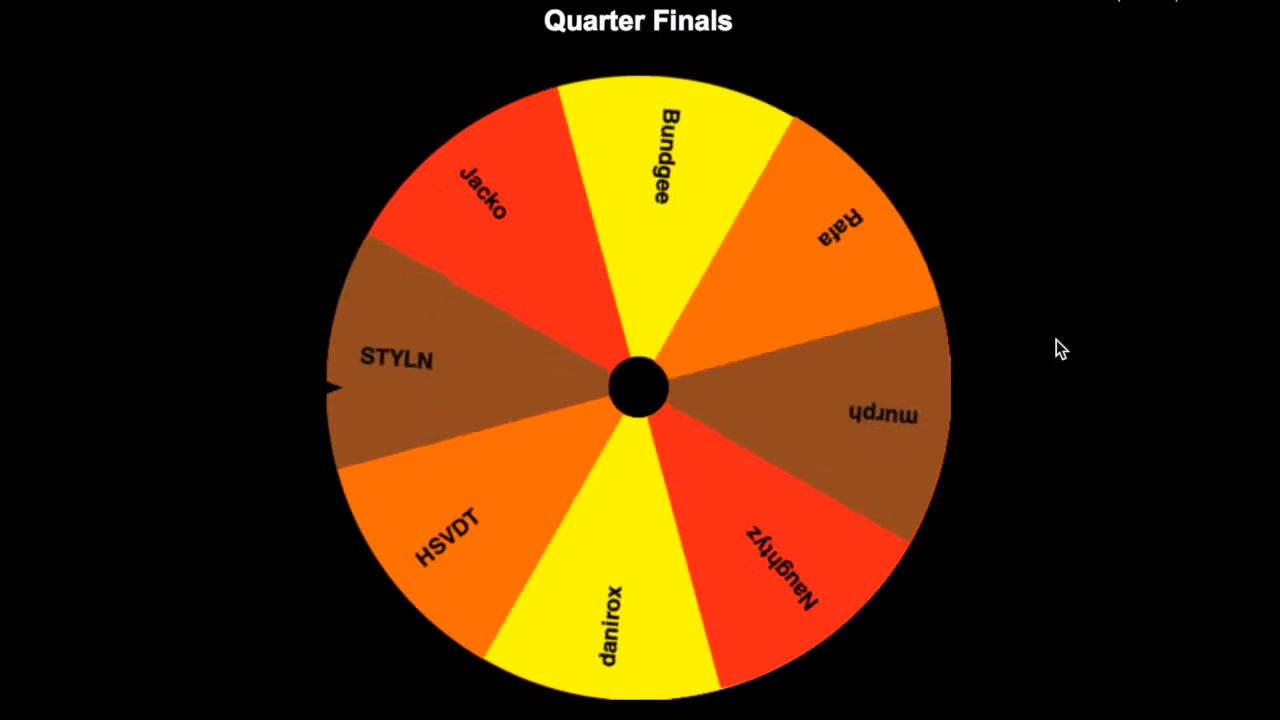 Quarter Finals
Bundgee
Rafa
murph
Naughtyz
danirox
HSVDT
STYLN
Jacko